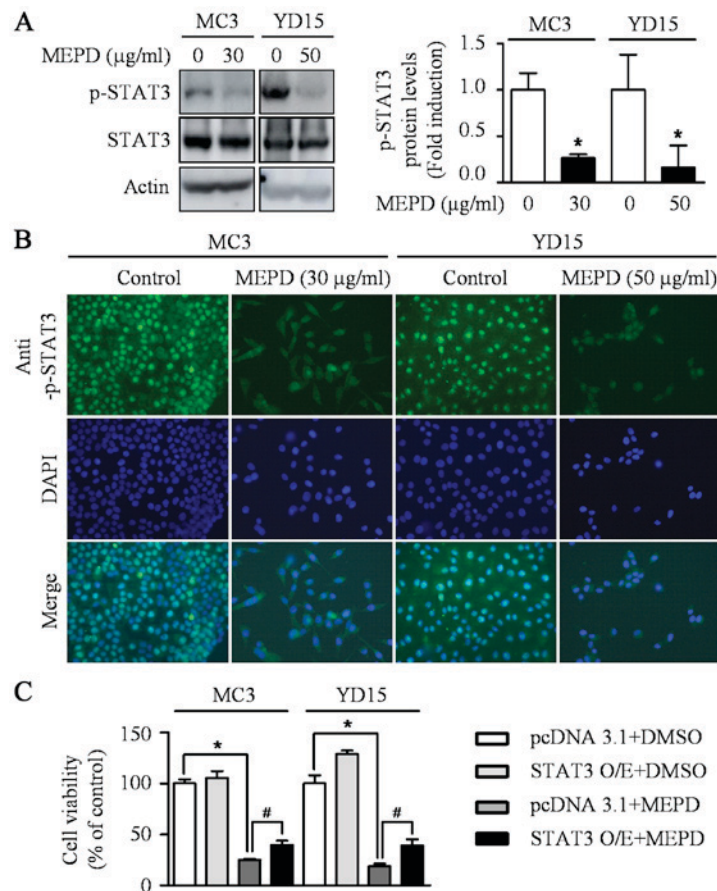 A
MC3 YD15
MEPD (μg/ml) 0 30 0 50
p-STAT3
STAT3
Actin
MC3 YD15
p-STAT3
protein levels
(Fold induction)
1.5
1.0
0.5
0.0
* *
MEPD (μg/ml) 0 30 0 50
B
MC3 YD15
Control MEPD (30 μg/ml) Control MEPD (50 μg/ml)
Anti
-p-STAT3
DAPI
Merge
C
MC3 YD15
Cell viability
(% of control)
150
100
50
0
* # * #
pcDNA 3.1+DMSO
STAT3 O/E+DMSO
pcDNA 3.1+MEPD
STAT3 O/E+MEPD